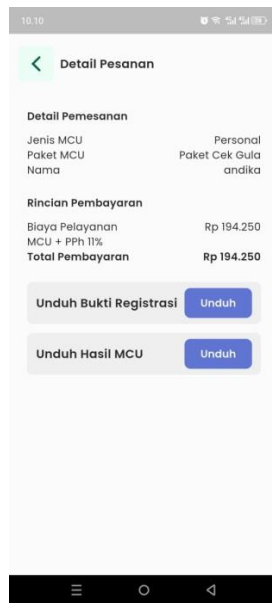 10.10
Detail Pesanan
Detail Pemesanan
Jenis MCU Personal
Paket MCU Paket Cek Gula
Nama andika
Rincian Pembayaran
Biaya Pelayanan Rp 194.250
MCU + PPh 11%
Total Pembayaran Rp 194.250
Unduh Bukti Registrasi Unduh
Unduh Hasil MCU Unduh